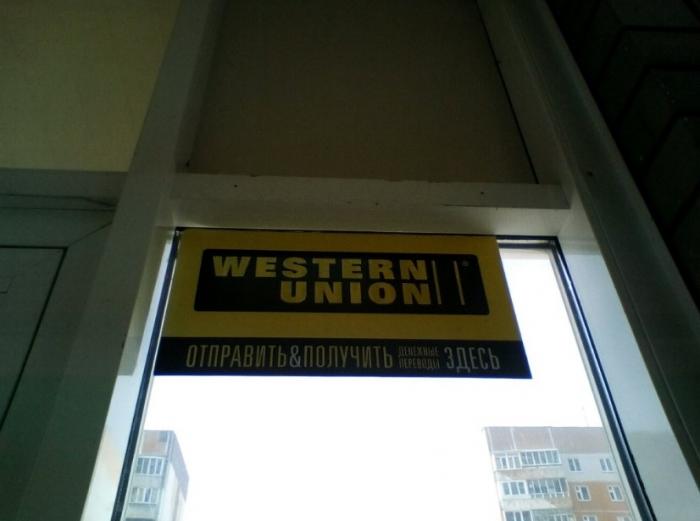 WESTERN
UNION
®
ОТПРАВИТЬ&ПОЛУЧИТЬ ДЕНЕЖНЫЕ ПЕРЕВОДЫ ЗДЕСЬ